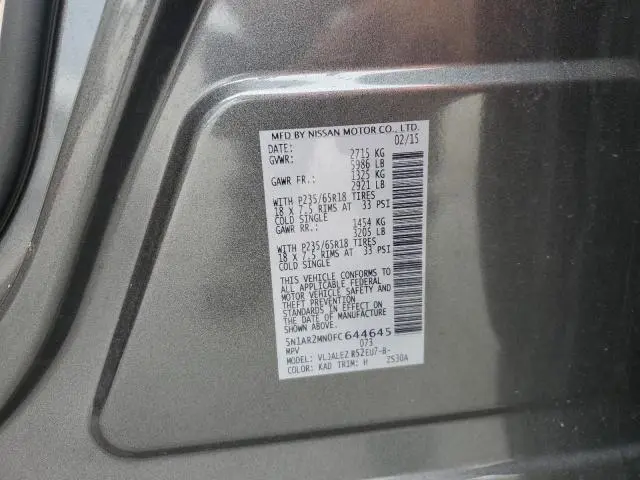 MFD BY NISSAN MOTOR CO., LTD.
DATE: 02/15
GVWR: 2715 KG
5986 LB
GAWR FR.: 1325 KG
2921 LB
WITH P235/65R18 TIRES
18 X 7.5 RIMS AT 33 PSI
COLD SINGLE
GAWR RR.: 1454 KG
3205 LB
WITH P235/65R18 TIRES
18 X 7.5 RIMS AT 33 PSI
COLD SINGLE
THIS VEHICLE CONFORMS TO
ALL APPLICABLE FEDERAL
MOTOR VEHICLE SAFETY AND
THEFT PREVENTION
STANDARDS IN EFFECT ON
THE DATE OF MANUFACTURE
SHOWN ABOVE.
5N1AR2MN0FC644645
MPV 073
MODEL: VLJALEZ R52EU7-B-
COLOR: KAD TRIM: H Z530A